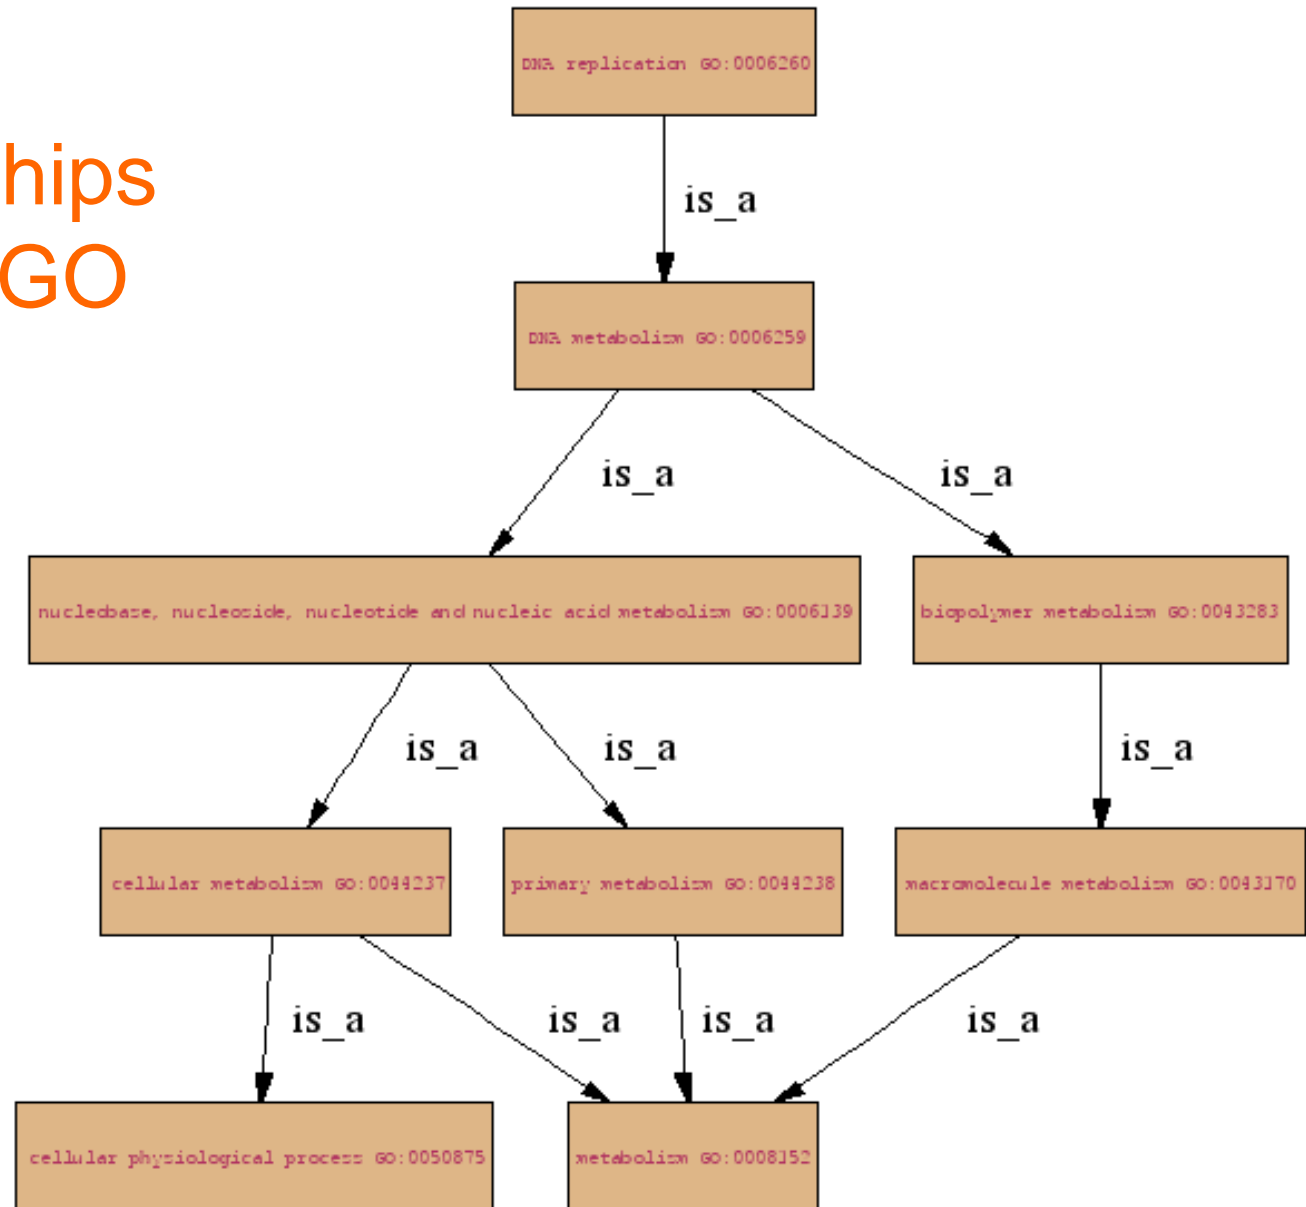 DNA replication GO:0006260
hips
is_a
GO
DNA metabolism GO:0006259
is_a is_a
nucleobase, nucleoside, nucleotide and nucleic acid metabolism GO:0006139
biopolymer metabolism GO:0043283
is_a is_a is_a
cellular metabolism GO:0044237
primary metabolism GO:0044238
macromolecule metabolism GO:0043170
is_a is_a is_a is_a
cellular physiological process GO:0050875
metabolism GO:0008152